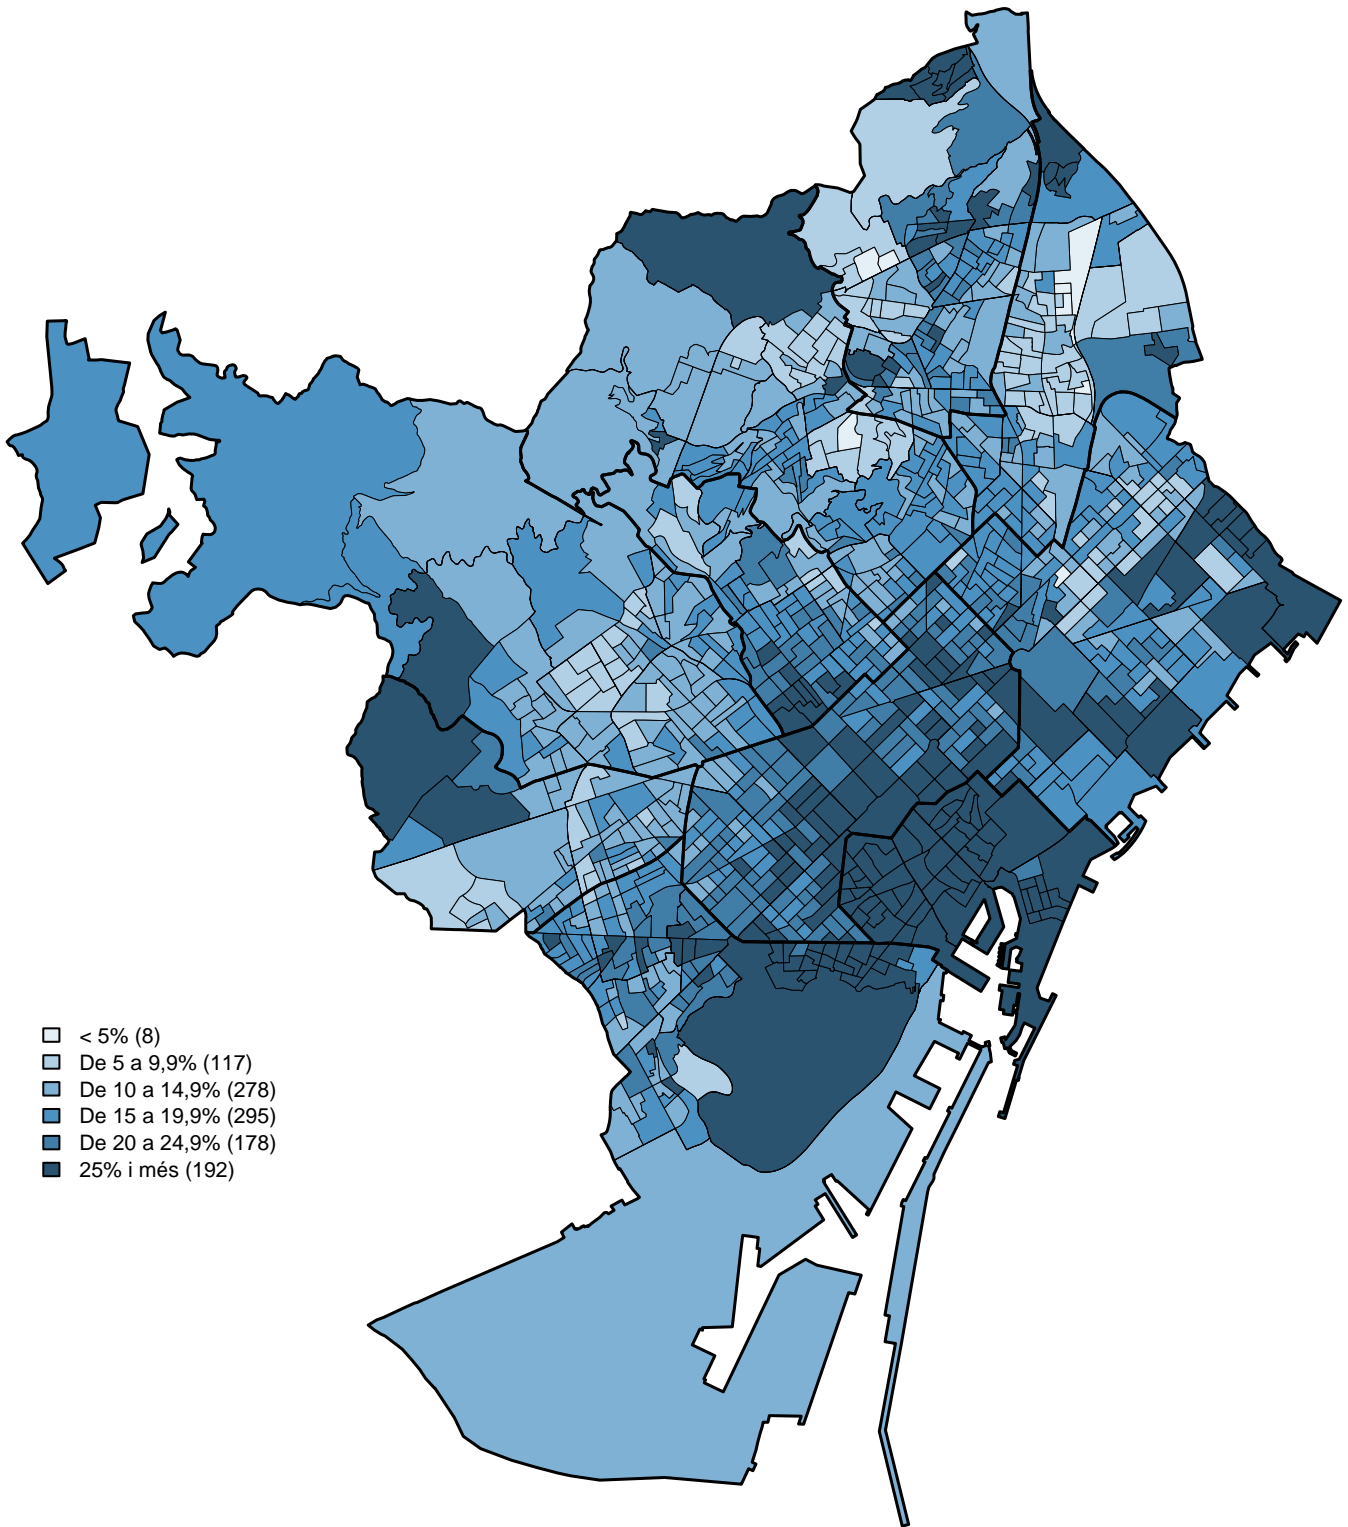 < 5% (8)
De 5 a 9,9% (117)
De 10 a 14,9% (278)
De 15 a 19,9% (295)
De 20 a 24,9% (178)
25% i més (192)